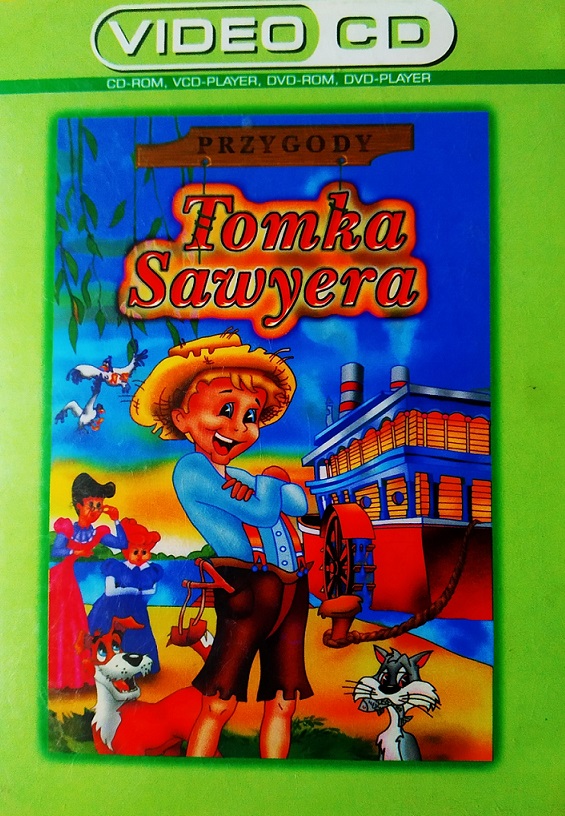 VIDEO CD
CD-ROM, VCD-PLAYER, DVD-ROM, DVD-PLAYER
PRZYGODY
Tomka
Sawyera